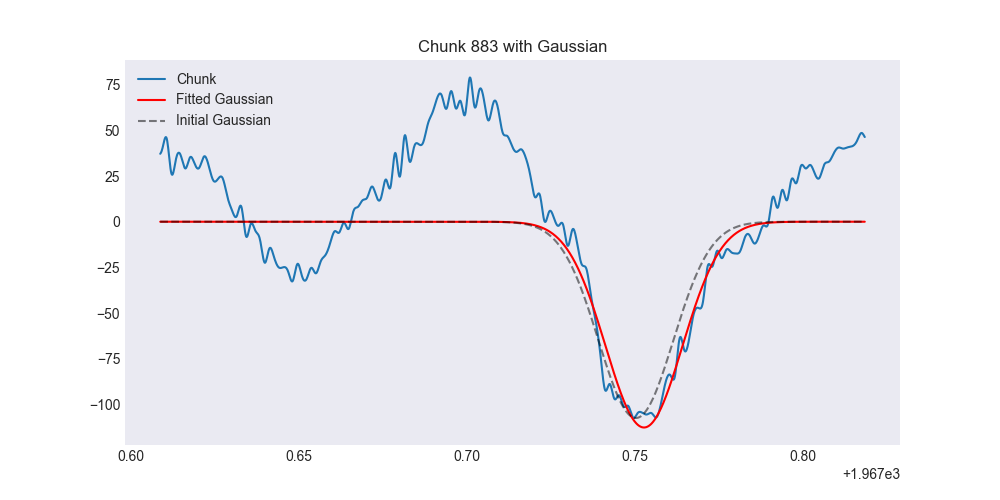 Chunk 883 with Gaussian
Chunk
Fitted Gaussian
Initial Gaussian
75
50
25
0
−25
−50
−75
−100
0.60 0.65 0.70 0.75 0.80
+1.967e3